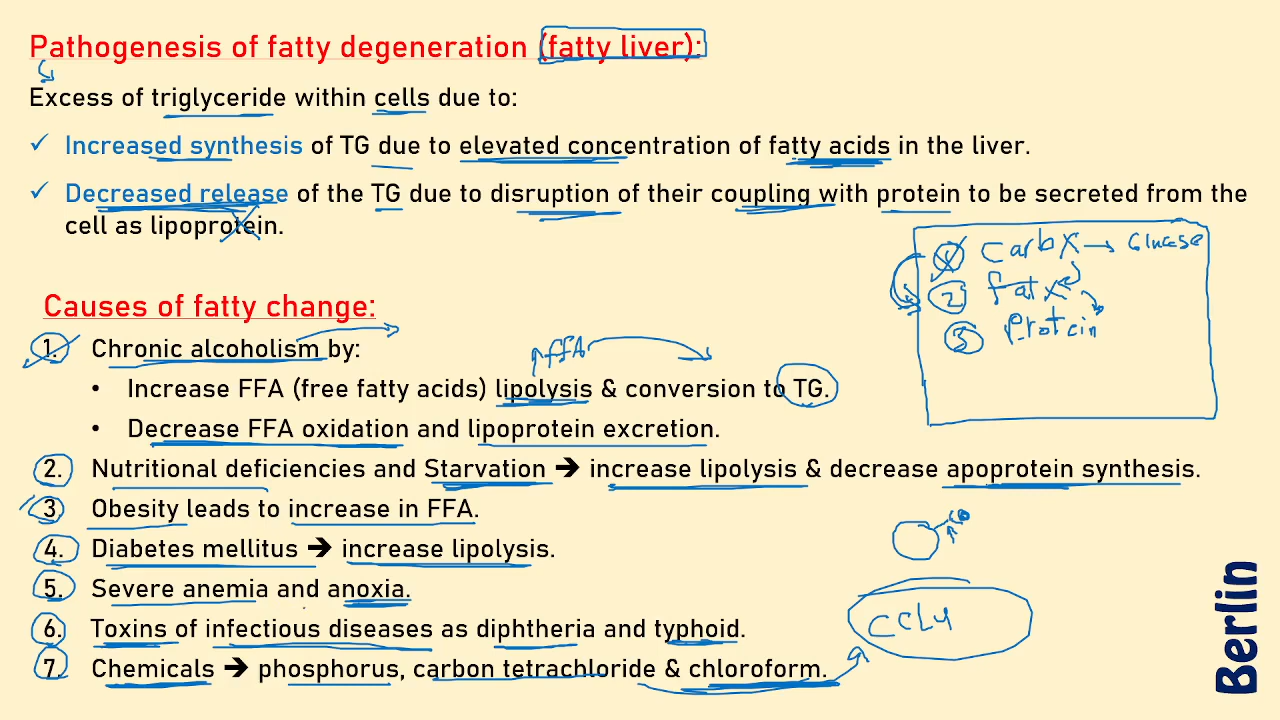 Pathogenesis of fatty degeneration (fatty liver):
Excess of triglyceride within cells due to:
✓ Increased synthesis of TG due to elevated concentration of fatty acids in the liver.
✓ Decreased release of the TG due to disruption of their coupling with protein to be secreted from the
cell as lipoprotein.
① Carb X → Glucose
② fat X
③ Protein
Causes of fatty change:
1. Chronic alcoholism by:
↑FFA
• Increase FFA (free fatty acids) lipolysis & conversion to TG.
• Decrease FFA oxidation and lipoprotein excretion.
2. Nutritional deficiencies and Starvation ➔ increase lipolysis & decrease apoprotein synthesis.
3. Obesity leads to increase in FFA.
4. Diabetes mellitus ➔ increase lipolysis.
5. Severe anemia and anoxia.
6. Toxins of infectious diseases as diphtheria and typhoid.
CCL4
7. Chemicals ➔ phosphorus, carbon tetrachloride & chloroform.
Berlin